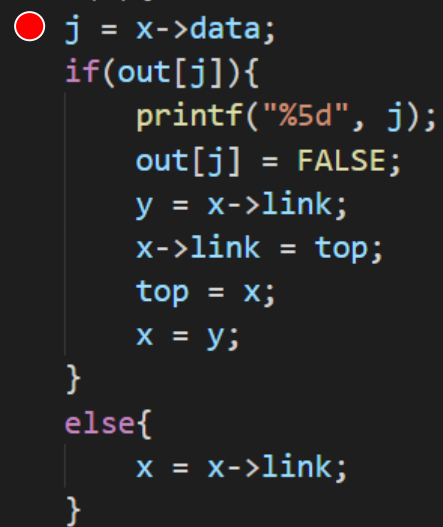 j = x->data;
if(out[j]){
    printf("%5d", j);
    out[j] = FALSE;
    y = x->link;
    x->link = top;
    top = x;
    x = y;
}
else{
    x = x->link;
}